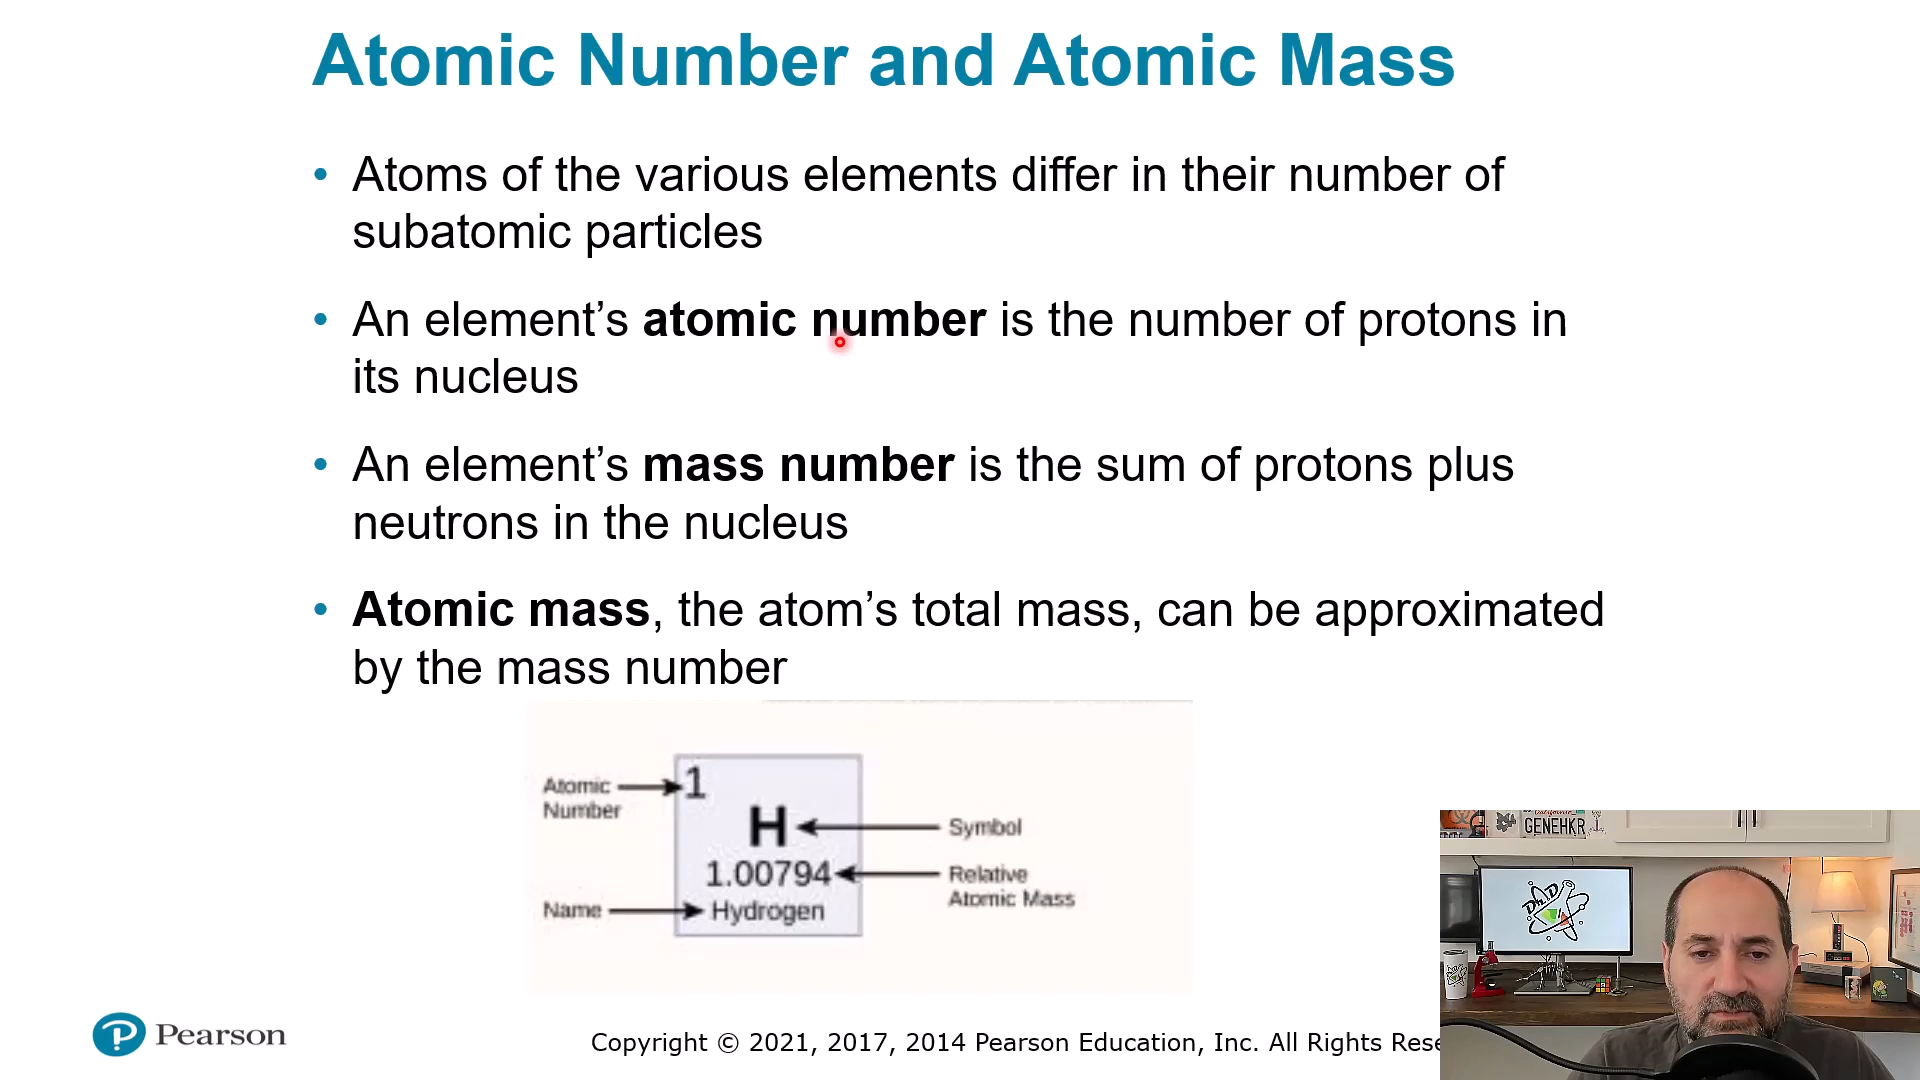 Atomic Number and Atomic Mass
• Atoms of the various elements differ in their number of
subatomic particles
• An element’s atomic number is the number of protons in
its nucleus
• An element’s mass number is the sum of protons plus
neutrons in the nucleus
• Atomic mass, the atom’s total mass, can be approximated
by the mass number
Atomic
Number
1
H
Symbol
1.00794
Relative
Atomic Mass
Name
Hydrogen
GENEHKR
Ph.D
P Pearson
Copyright © 2021, 2017, 2014 Pearson Education, Inc. All Rights Rese